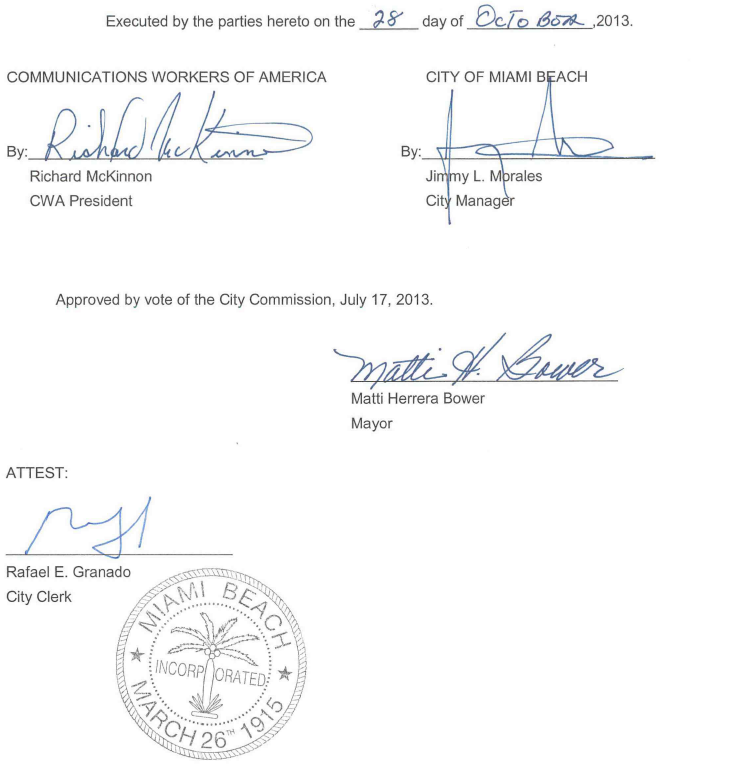 Executed by the parties hereto on the 28 day of OCTOBER ,2013.
COMMUNICATIONS WORKERS OF AMERICA
CITY OF MIAMI BEACH
By: Richard McKinnon
By:
Richard McKinnon
Jimmy L. Morales
CWA President
City Manager
Approved by vote of the City Commission, July 17, 2013.
Matti H. Bower
Matti Herrera Bower
Mayor
ATTEST:
Rafael E. Granado
City Clerk
MIAMI BEACH
INCORPORATED
MARCH 26TH 1915